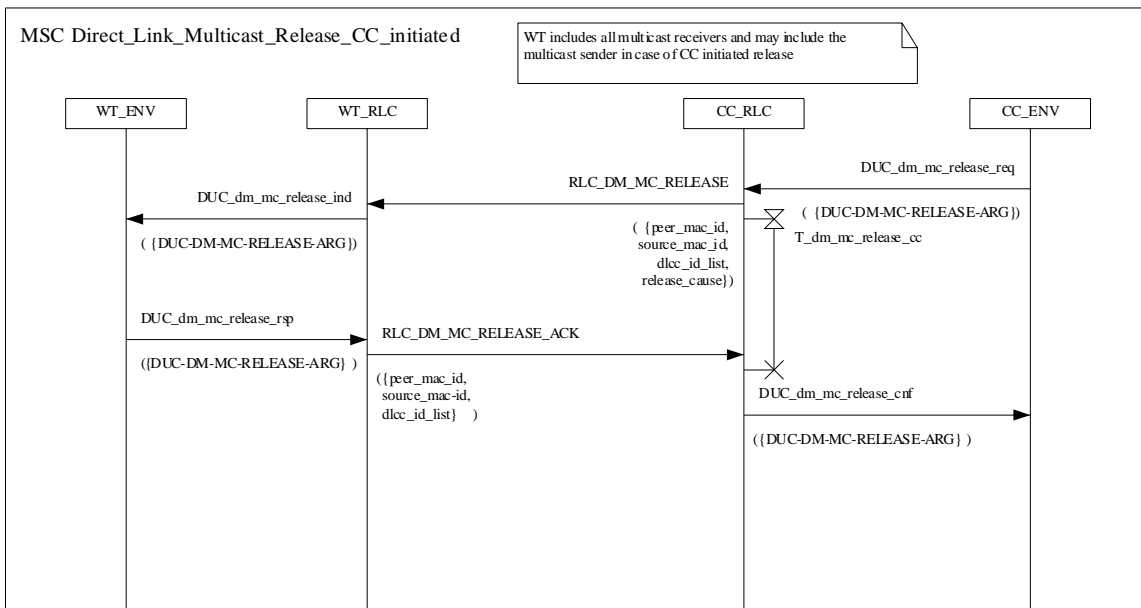 MSC Direct_Link_Multicast_Release_CC_initiated
WT includes all multicast receivers and may include the
multicast sender in case of CC initiated release
WT_ENV
WT_RLC
CC_RLC
CC_ENV
DUC_dm_mc_release_req
RLC_DM_MC_RELEASE
DUC_dm_mc_release_ind
( {DUC-DM-MC-RELEASE-ARG})
( {peer_mac_id,
source_mac_id,
dlcc_id_list,
release_cause})
T_dm_mc_release_cc
( {DUC-DM-MC-RELEASE-ARG})
DUC_dm_mc_release_rsp
RLC_DM_MC_RELEASE_ACK
({DUC-DM-MC-RELEASE-ARG} )
({peer_mac_id,
source_mac-id,
dlcc_id_list} )
DUC_dm_mc_release_cnf
({DUC-DM-MC-RELEASE-ARG} )